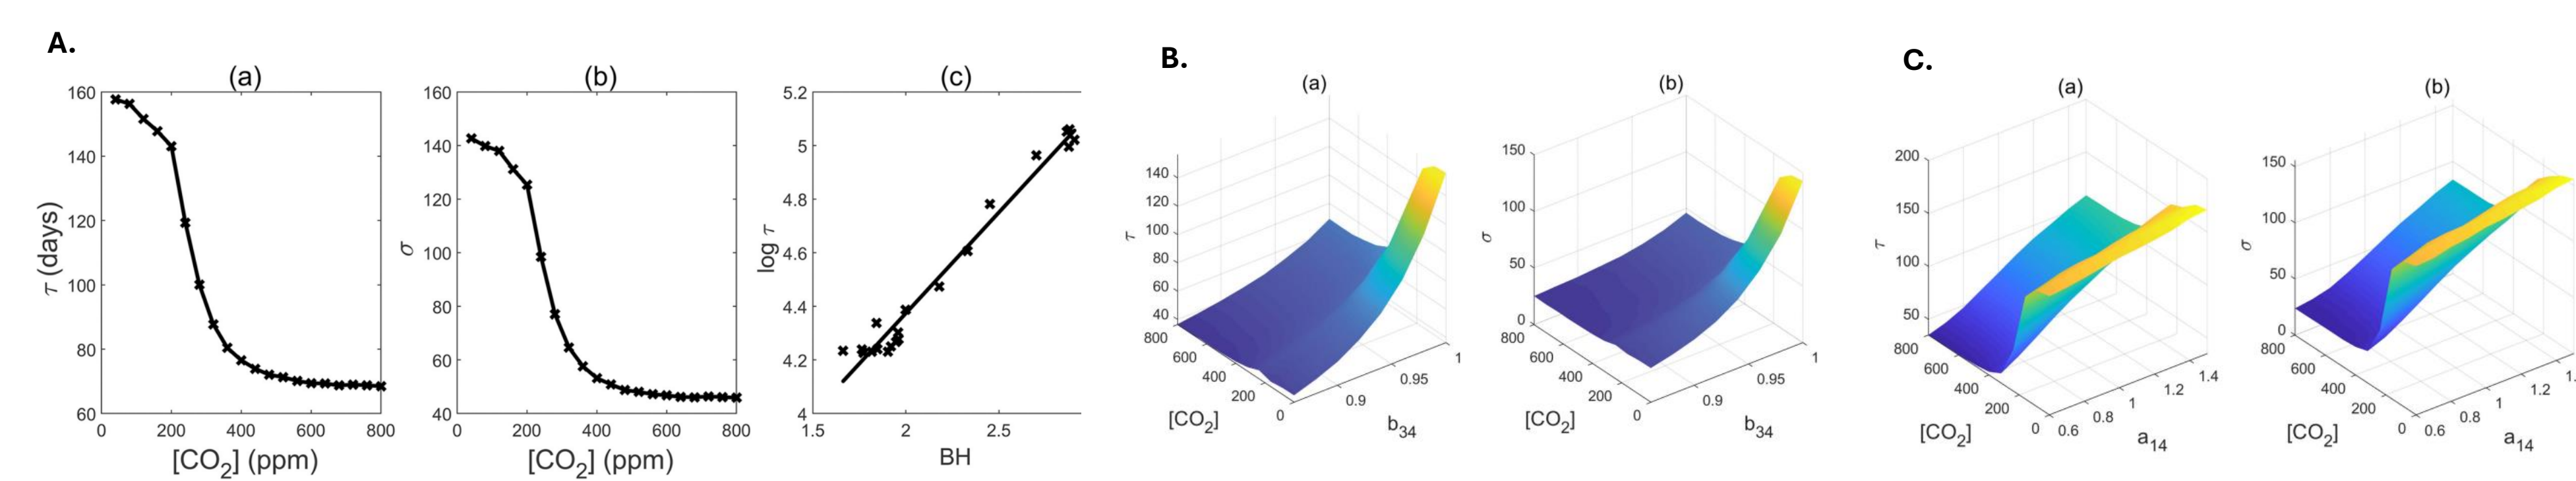 A.
(a)
160
140
120
100
80
60
τ (days)
0 200 400 600 800
[CO2] (ppm)
(b)
160
140
120
100
80
60
40
σ
0 200 400 600 800
[CO2] (ppm)
(c)
5.2
5
4.8
4.6
4.4
4.2
4
log τ
1.5 2 2.5
BH
B.
(a)
140
120
100
80
60
40
τ
800
600
400
200
0
[CO2]
0.9
0.95
1
b34
(b)
150
100
50
0
σ
800
600
400
200
0
[CO2]
0.9
0.95
1
b34
C.
(a)
200
150
100
50
τ
800
600
400
200
0
[CO2]
0.6
0.8
1
1.2
1.4
a14
(b)
150
100
50
0
σ
800
600
400
200
0
[CO2]
0.6
0.8
1
1.2
a14